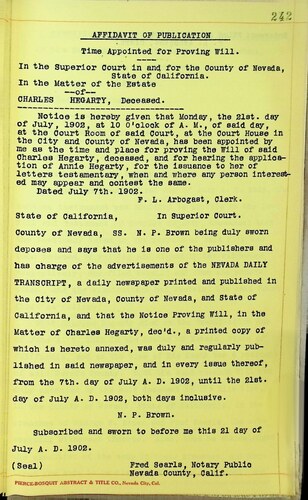 242
AFFIDAVIT OF PUBLICATION
Time Appointed for Proving Will.
In the Superior Court in and for the County of Nevada,
State of California.
In the Matter of the Estate
--of--
CHARLES HEGARTY, Deceased.
Notice is hereby given that Monday, the 21st. day
of July, 1902, at 10 O'clock of A. M., of said day,
at the Court Room of said Court, at the Court House in
the City and County of Nevada, has been appointed by
me as the time and place for proving the Will of said
Charles Hegarty, deceased, and for hearing the applica-
tion of Annie Hegarty, for the issuance to her of
letters testamentary, when and where any person interest-
ed may appear and contest the same.
Dated July 7th. 1902.
F. L. Arbogast, Clerk.
State of California, In Superior Court.
County of Nevada, SS. N. P. Brown being duly sworn
deposes and says that he is one of the publishers and
has charge of the advertisements of the NEVADA DAILY
TRANSCRIPT, a daily newspaper printed and published in
the City of Nevada, County of Nevada, and State of
California, and that the Notice Proving Will, in the
Matter of Charles Hegarty, dec'd., a printed copy of
which is hereto annexed, was duly and regularly pub-
lished in said newspaper, and in every issue thereof,
from the 7th. day of July A. D. 1902, until the 21st.
day of July A. D. 1902, both days inclusive.
N. P. Brown.
Subscribed and sworn to before me this 21 day of
July A. D. 1902.
(Seal) Fred Searls, Notary Public
Nevada County, Calif.
PIERCE-BOSQUIT ABSTRACT & TITLE CO., Nevada City, Cal.